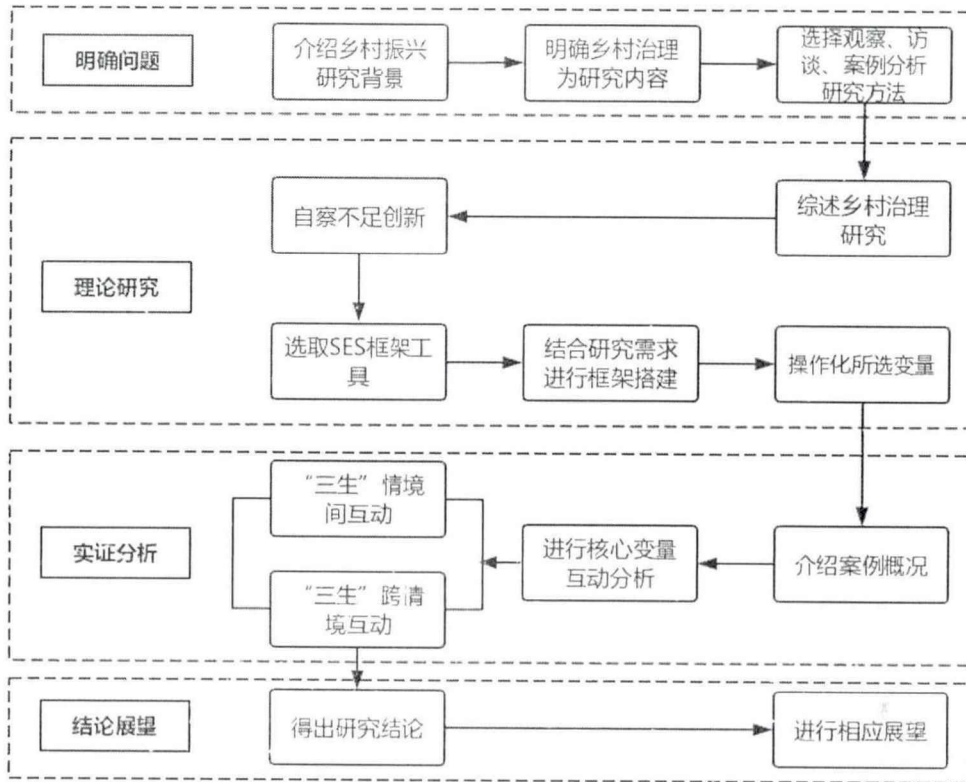 明确问题
介绍乡村振兴
研究背景
明确乡村治理
为研究内容
选择观察、访
谈、案例分析
研究方法
理论研究
综述乡村治理
研究
自察不足创新
选取SES框架工
具
结合研究需求
进行框架搭建
操作化所选变量
实证分析
介绍案例概况
进行核心变量
互动分析
“三生”情境
间互动
“三生”跨情
境互动
结论展望
得出研究结论
进行相应展望